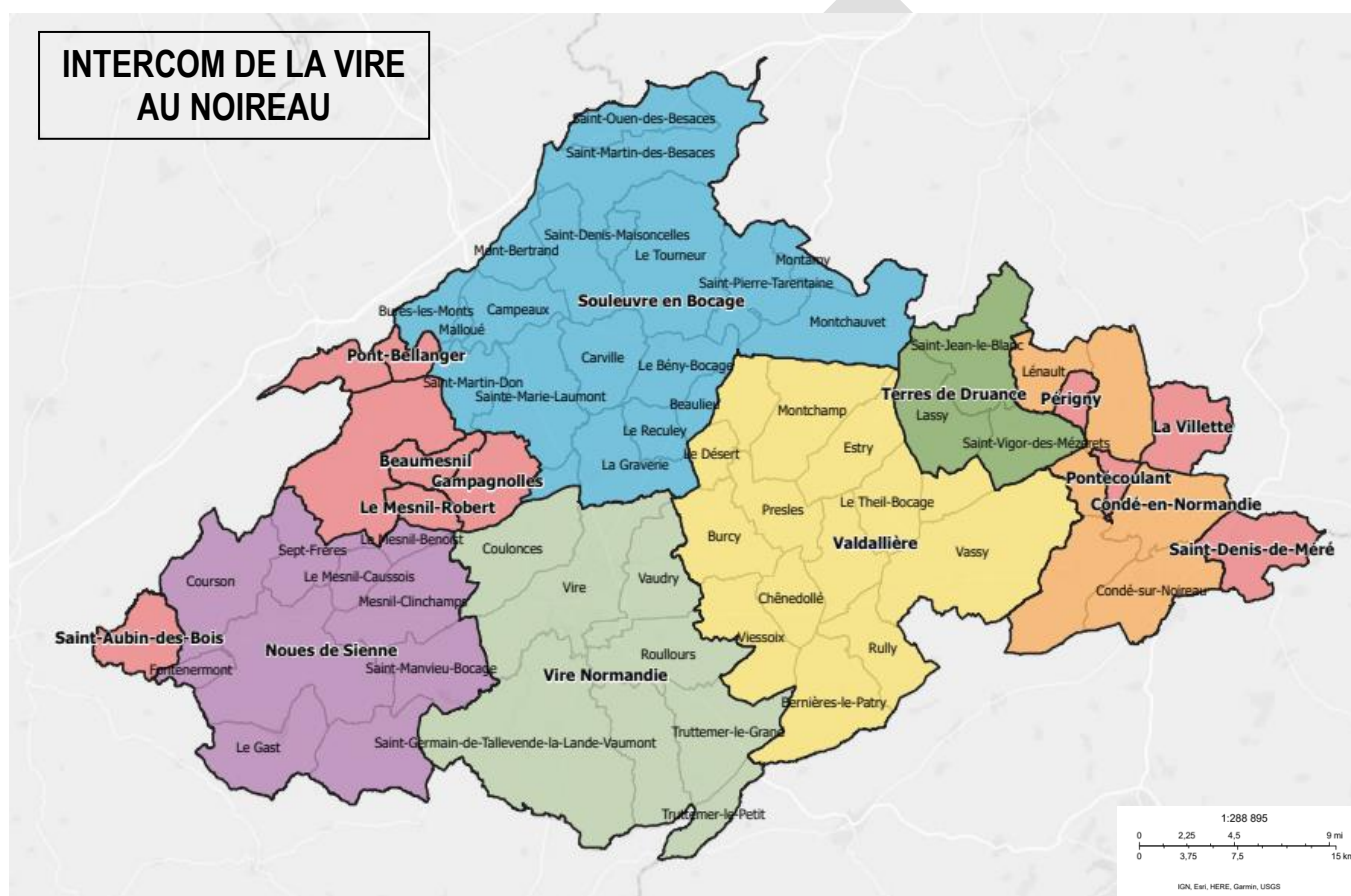 INTERCOM DE LA VIRE
AU NOIREAU
Saint-Ouen-des-Besaces
Saint-Martin-des-Besaces
Saint-Denis-Maisoncelles
Mont-Bertrand
Le Tourneur
Montamy
Saint-Pierre-Tarentaine
Souleuvre en Bocage
Bures-les-Monts
Campeaux
Malloué
Montchauvet
Pont-Bellanger
Carville
Le Bény-Bocage
Saint-Jean-le-Blanc
Lénault
Saint-Martin-Don
Sainte-Marie-Laumont
Beaulieu
Montchamp
Terres de Druance
Périgny
Lassy
La Villette
Le Reculey
Estry
Saint-Vigor-des-Mézerets
Le Désert
Beaumesnil
La Graverie
Campagnolles
Pontécoulant
Le Mesnil-Robert
Le Theil-Bocage
Condé-en-Normandie
Presles
Burcy
Valdallière
Vassy
Saint-Denis-de-Méré
Le Mesnil-Benoist
Sept-Frères
Coulonces
Courson
Le Mesnil-Caussois
Vire
Vaudry
Mesnil-Clinchamps
Chênedollé
Condé-sur-Noireau
Saint-Aubin-des-Bois
Viessoix
Noues de Sienne
Roullours
Rully
Fontenermont
Saint-Manvieu-Bocage
Vire Normandie
Bernières-le-Patry
Le Gast
Saint-Germain-de-Tallevende-la-Lande-Vaumont
Truttemer-le-Grand
Truttemer-le-Petit
1:288 895
0 2,25 4,5 9 mi
0 3,75 7,5 15 km
IGN, Esri, HERE, Garmin, USGS